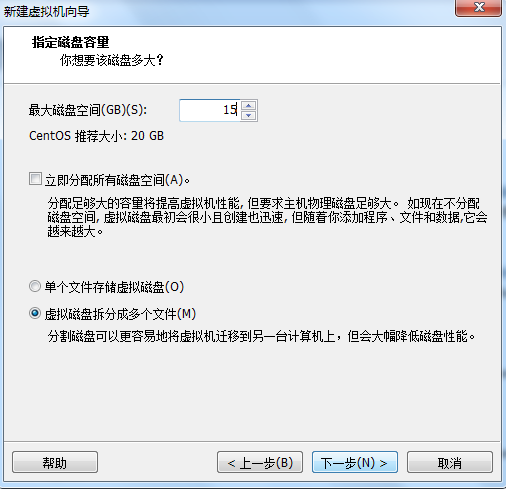 新建虚拟机向导
指定磁盘容量
你想要该磁盘多大?
最大磁盘空间(GB)(S): 15
CentOS 推荐大小: 20 GB
立即分配所有磁盘空间(A)。
分配足够大的容量将提高虚拟机性能, 但要求主机物理磁盘足够大。 如现在不分配
磁盘空间, 虚拟磁盘最初会很小且创建也迅速, 但随着你添加程序、文件和数据,它会
越来越大。
单个文件存储虚拟磁盘(O)
虚拟磁盘拆分成多个文件(M)
分割磁盘可以更容易地将虚拟机迁移到另一台计算机上，但会大幅降低磁盘性能。
帮助 < 上一步(B) 下一步(N) > 取消